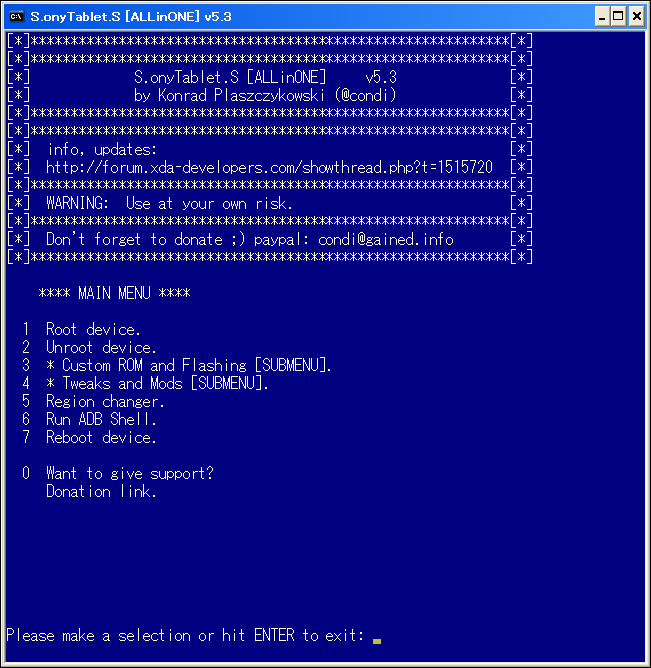 S.onyTablet.S [ALLinONE] v5.3
[*]************************************************************[*]
[*]************************************************************[*]
[*] S.onyTablet.S [ALLinONE] v5.3 [*]
[*] by Konrad Plaszczykowski (@condi) [*]
[*]************************************************************[*]
[*]************************************************************[*]
[*] info, updates: [*]
[*] http://forum.xda-developers.com/showthread.php?t=1515720 [*]
[*]************************************************************[*]
[*] WARNING: Use at your own risk. [*]
[*]************************************************************[*]
[*] Don't forget to donate ;) paypal: condi@gained.info [*]
[*]************************************************************[*]
**** MAIN MENU ****
1 Root device.
2 Unroot device.
3 * Custom ROM and Flashing [SUBMENU].
4 * Tweaks and Mods [SUBMENU].
5 Region changer.
6 Run ADB Shell.
7 Reboot device.
0 Want to give support?
Donation link.
Please make a selection or hit ENTER to exit: _